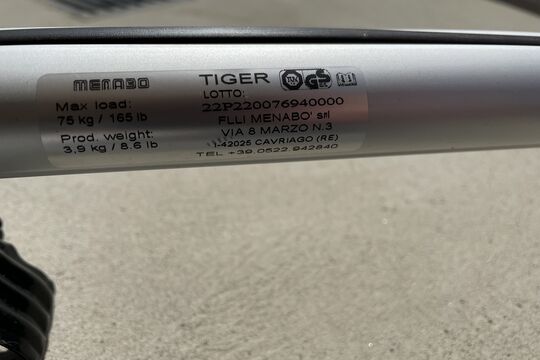 MENABO
Max load:
75 kg / 165 lb
Prod. weight:
3,9 kg / 8.6 lb
TIGER
LOTTO:
22P220076940000
FLLI MENABO' srl
VIA 8 MARZO N.3
I-42025 CAVRIAGO (RE)
TEL +39.0522.942840